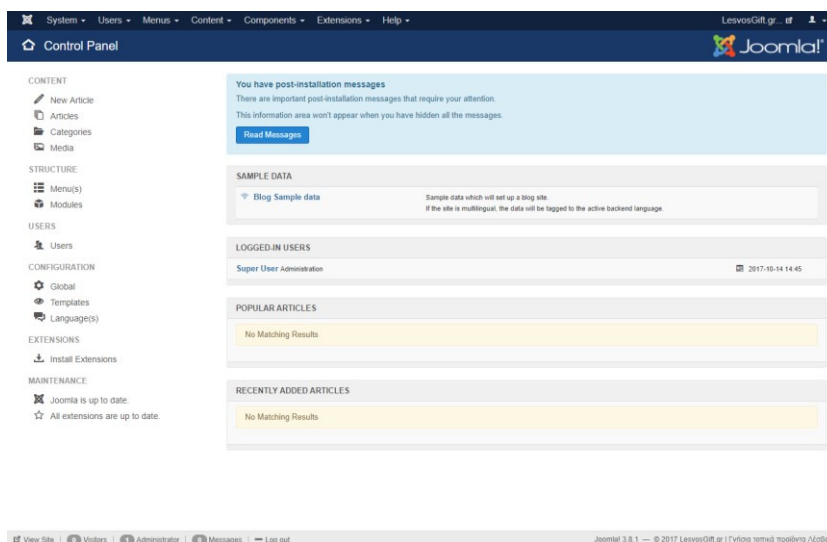 System Users Menus Content Components Extensions Help LesvosGift.gr...
Control Panel Joomla!
CONTENT
New Article
Articles
Categories
Media
STRUCTURE
Menu(s)
Modules
USERS
Users
CONFIGURATION
Global
Templates
Language(s)
EXTENSIONS
Install Extensions
MAINTENANCE
Joomla is up to date.
All extensions are up to date.
You have post-installation messages
There are important post-installation messages that require your attention.
This information area won't appear when you have hidden all the messages.
Read Messages
SAMPLE DATA
Blog Sample data
Sample data which will set up a blog site.
If the site is multilingual, the data will be tagged to the active backend language.
LOGGED-IN USERS
Super User Administration 2017-10-14 14:45
POPULAR ARTICLES
No Matching Results
RECENTLY ADDED ARTICLES
No Matching Results
View Site 0 Visitors 1 Administrator 0 Messages Log out Joomla! 3.8.1 — © 2017 LesvosGift.gr | Γνήσια τοπικά προϊόντα